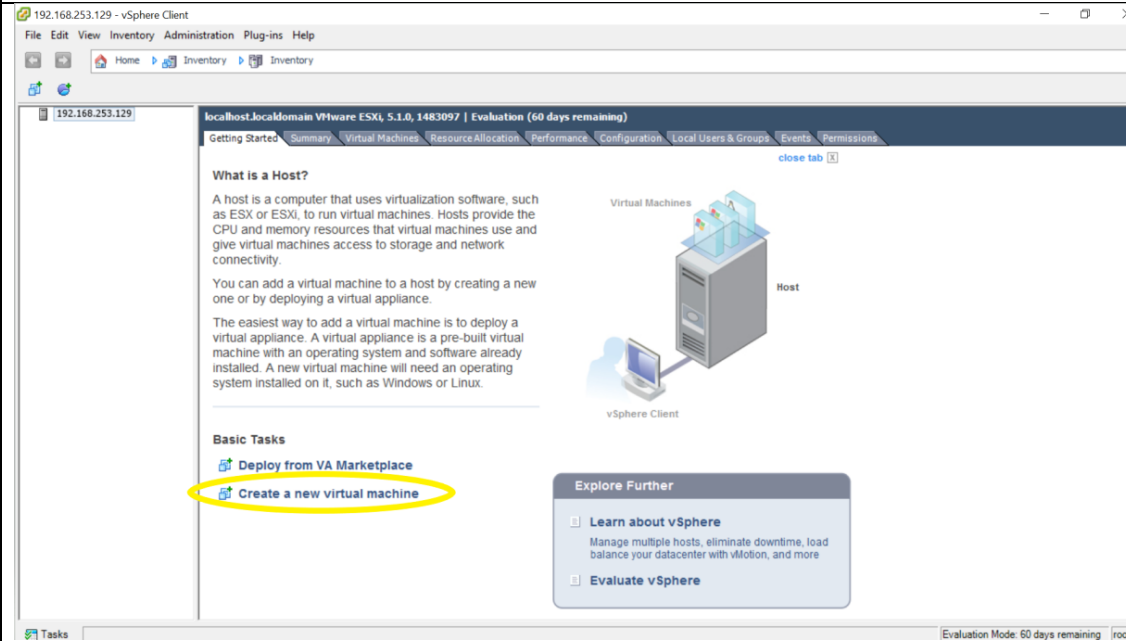 192.168.253.129 - vSphere Client
File Edit View Inventory Administration Plug-ins Help
Home Inventory Inventory
192.168.253.129
localhost.localdomain VMware ESXi, 5.1.0, 1483097 | Evaluation (60 days remaining)
Getting Started Summary Virtual Machines Resource Allocation Performance Configuration Local Users & Groups Events Permissions
close tab
What is a Host?
A host is a computer that uses virtualization software, such
as ESX or ESXi, to run virtual machines. Hosts provide the
CPU and memory resources that virtual machines use and
give virtual machines access to storage and network
connectivity.
You can add a virtual machine to a host by creating a new
one or by deploying a virtual appliance.
The easiest way to add a virtual machine is to deploy a
virtual appliance. A virtual appliance is a pre-built virtual
machine with an operating system and software already
installed. A new virtual machine will need an operating
system installed on it, such as Windows or Linux.
Virtual Machines
Host
vSphere Client
Basic Tasks
Deploy from VA Marketplace
Create a new virtual machine
Explore Further
Learn about vSphere
Manage multiple hosts, eliminate downtime, load
balance your datacenter with vMotion, and more
Evaluate vSphere
Tasks
Evaluation Mode: 60 days remaining